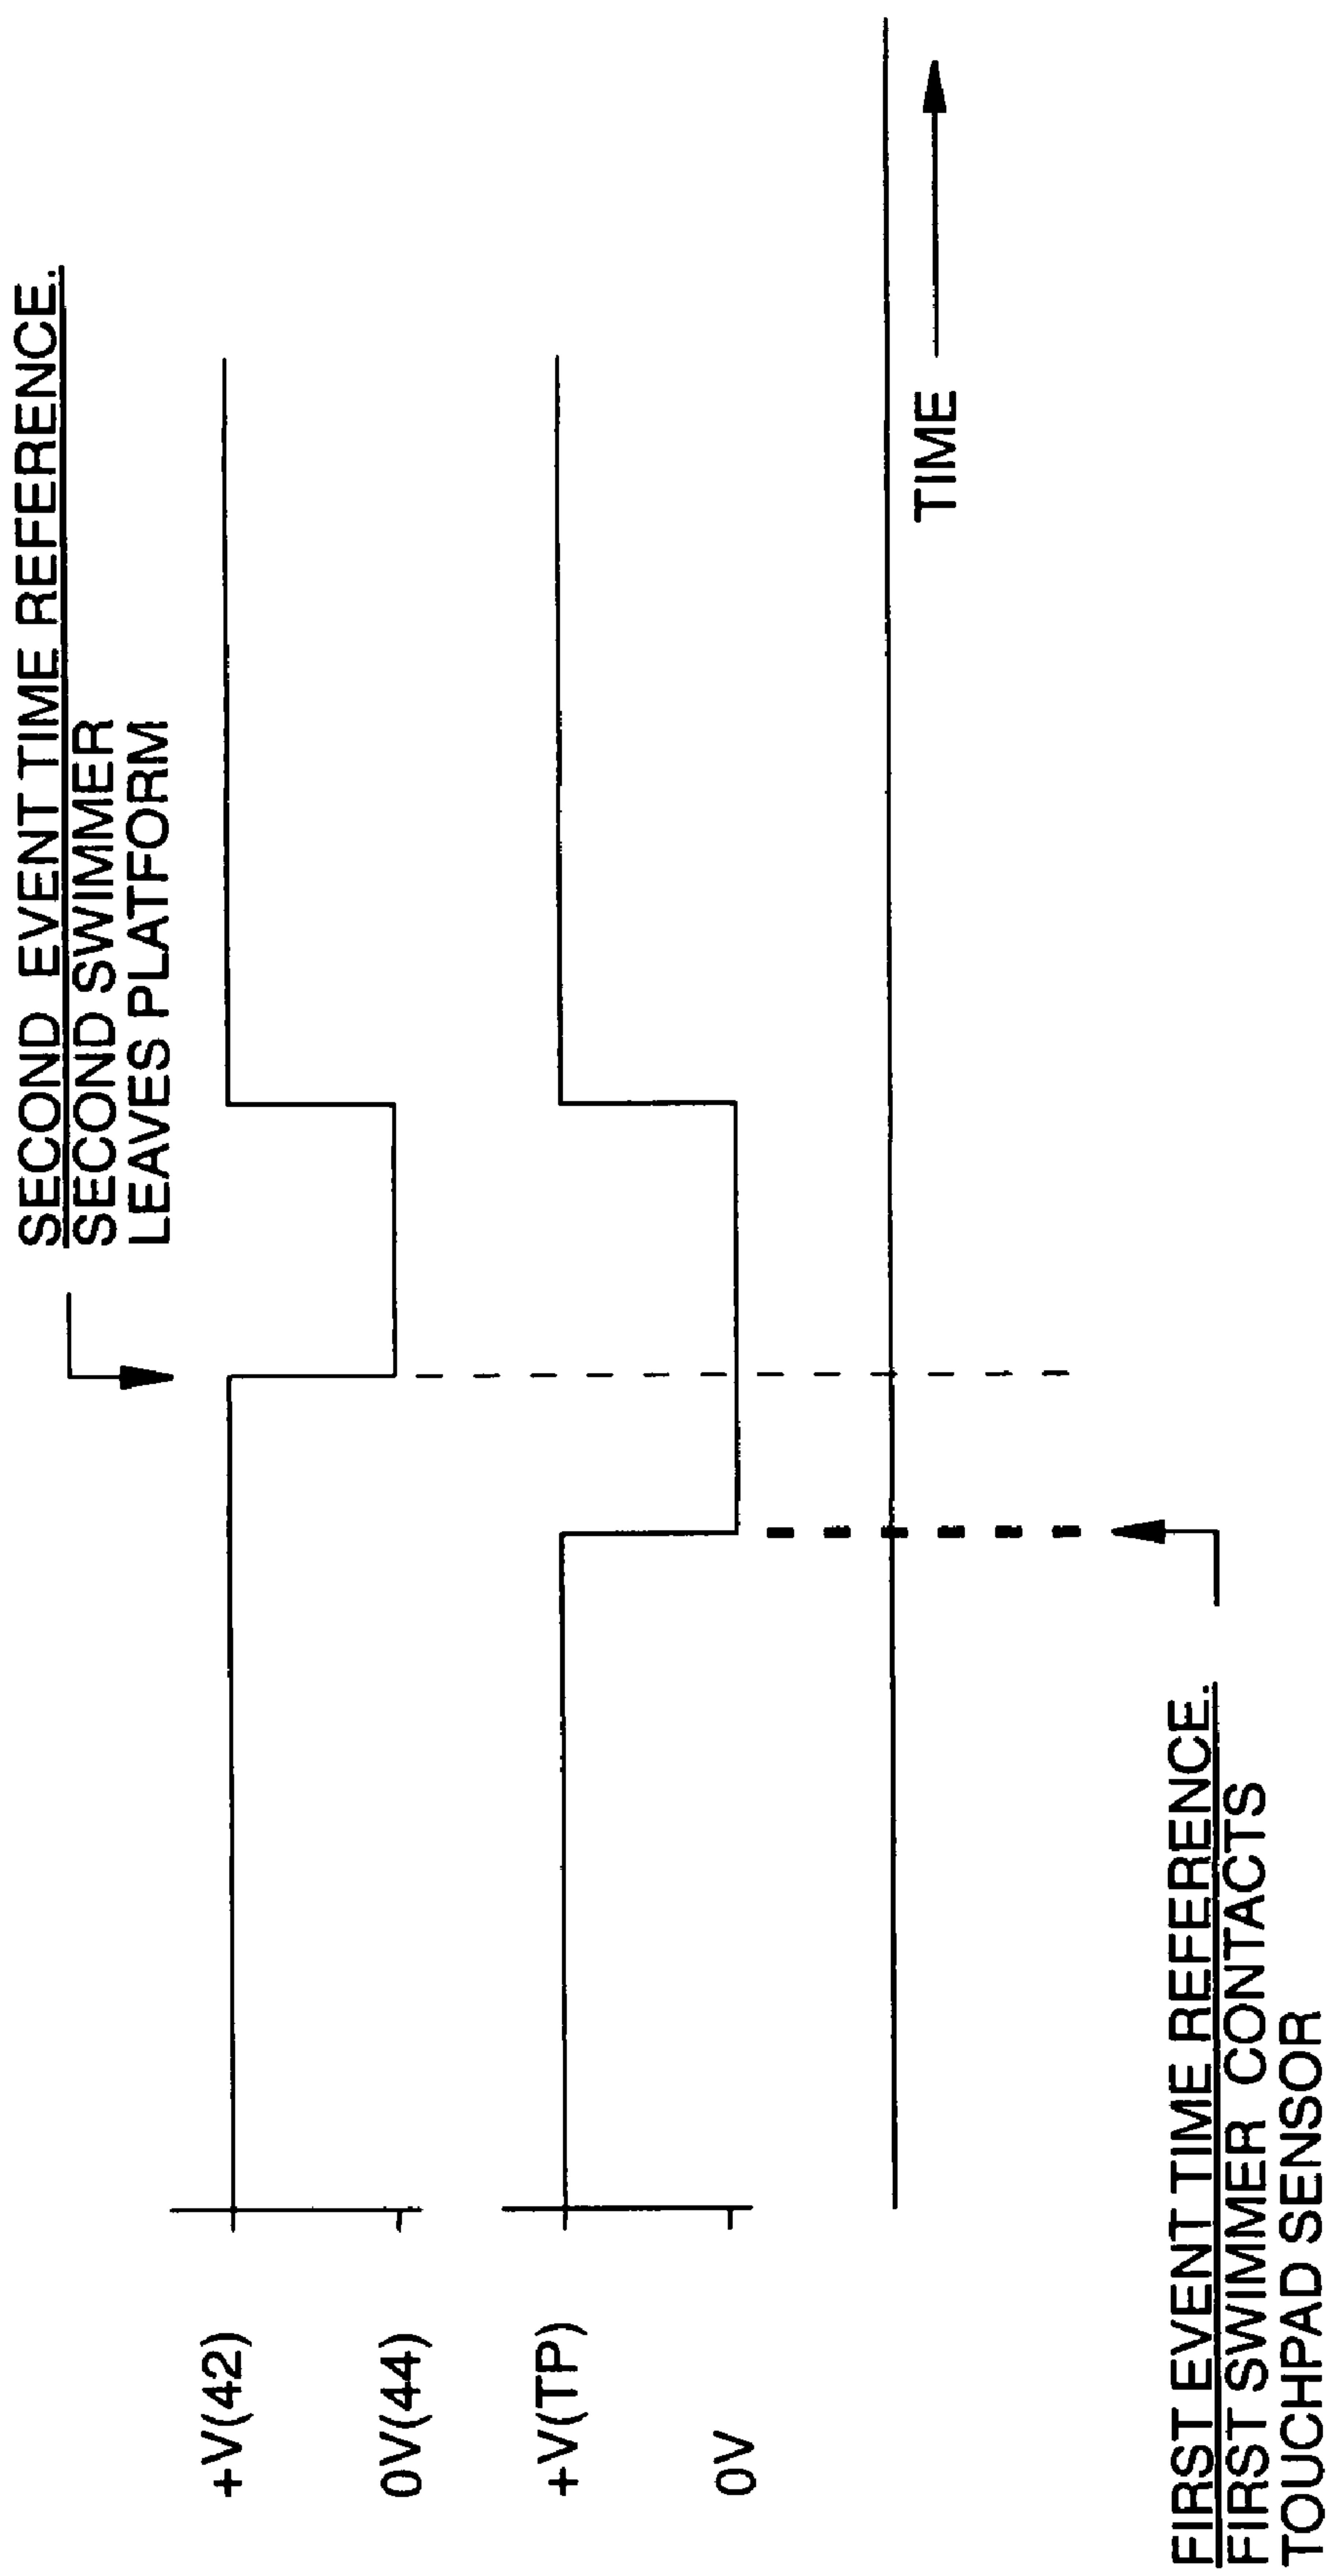 SECOND EVENT TIME REFERENCE.
SECOND SWIMMER
LEAVES PLATFORM
+V(42)
0V(44)
+V(TP)
0V
TIME
FIRST EVENT TIME REFERENCE.
FIRST SWIMMER CONTACTS
TOUCHPAD SENSOR